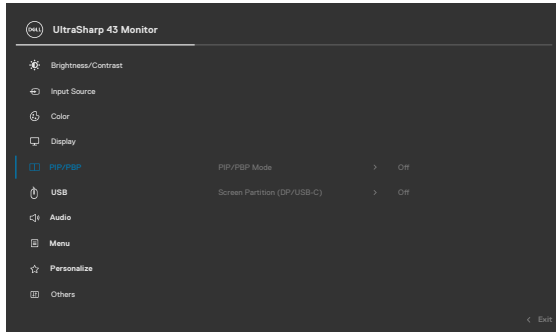 DELL UltraSharp 43 Monitor
Brightness/Contrast
Input Source
Color
Display
PIP/PBP PIP/PBP Mode > Off
USB Screen Partition (DP/USB-C) > Off
Audio
Menu
Personalize
Others
< Exit